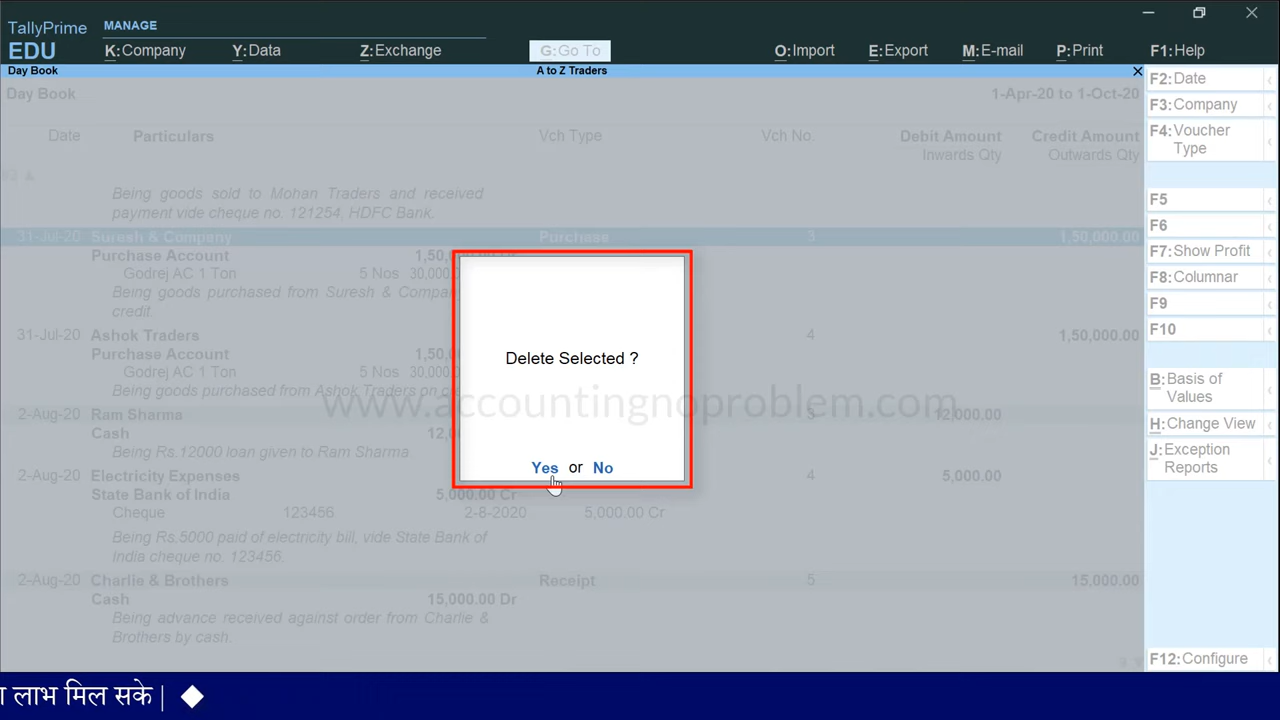 TallyPrime
EDU
MANAGE
K:Company
Y:Data
Z:Exchange
G:Go To
O:Import
E:Export
M:E-mail
P:Print
F1:Help
Day Book
A to Z Traders
Day Book
1-Apr-20 to 1-Oct-20
Date
Particulars
Vch Type
Vch No.
Debit Amount
Inwards Qty
Credit Amount
Outwards Qty
Being goods sold to Mohan Traders and received
payment vide cheque no. 121254, HDFC Bank.
31-Jul-20 Suresh & Company Purchase 3 1,50,000.00
Purchase Account
Godrej AC 1 Ton 5 Nos 30,000
Being goods purchased from Suresh &
credit.
31-Jul-20 Ashok Traders 4 1,50,000.00
Purchase Account
Godrej AC 1 Ton 5 Nos
Being goods purchased from Ashok Traders on
2-Aug-20 Ram Sharma 12,000.00
Cash
Being Rs.12000 loan given to Ram Sharma
2-Aug-20 Electricity Expenses 4 5,000.00
State Bank of India 5,000.00 Cr
Cheque 123456 2-8-2020 5,000.00 Cr
Being Rs.5000 paid of electricity bill, vide State Bank of
India cheque no. 123456.
2-Aug-20 Charlie & Brothers Receipt 5 15,000.00
Cash 15,000.00 Dr
Being advance received against order from Charlie &
Brothers by cash.
Delete Selected ?
Yes or No
www.accountingnoproblem.com
F2:Date
F3:Company
F4:Voucher
Type
F5
F6
F7:Show Profit
F8:Columnar
F9
F10
B:Basis of
Values
H:Change View
J:Exception
Reports
F12:Configure
लाभ मिल सके |